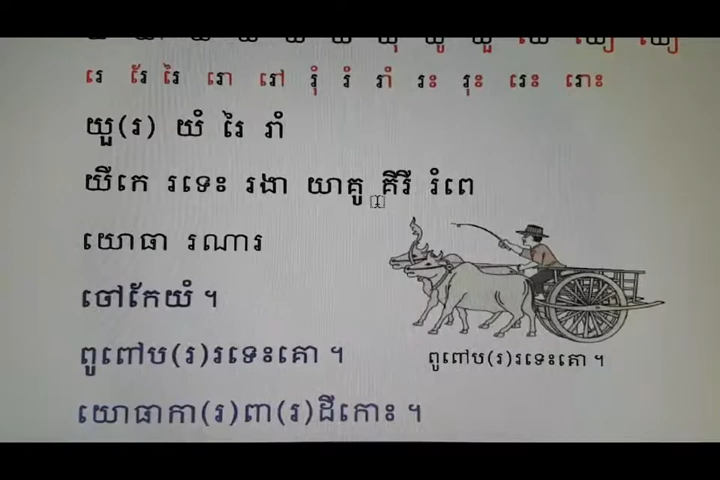 រេ រែ រៃ រោ រៅ រុំ រំ រាំ រះ រុះ រេះ រោះ
យួ(រ) យំ រៃ រាំ
យីកេ រទេះ រងា យាគូ គីរី រំពេ
យោធា រណារ
ចៅកែយំ ។
ពូពៅប(រ)រទេះគោ ។
ពូពៅប(រ)រទេះគោ ។
យោធាកា(រ)ពា(រ)ដីកោះ ។